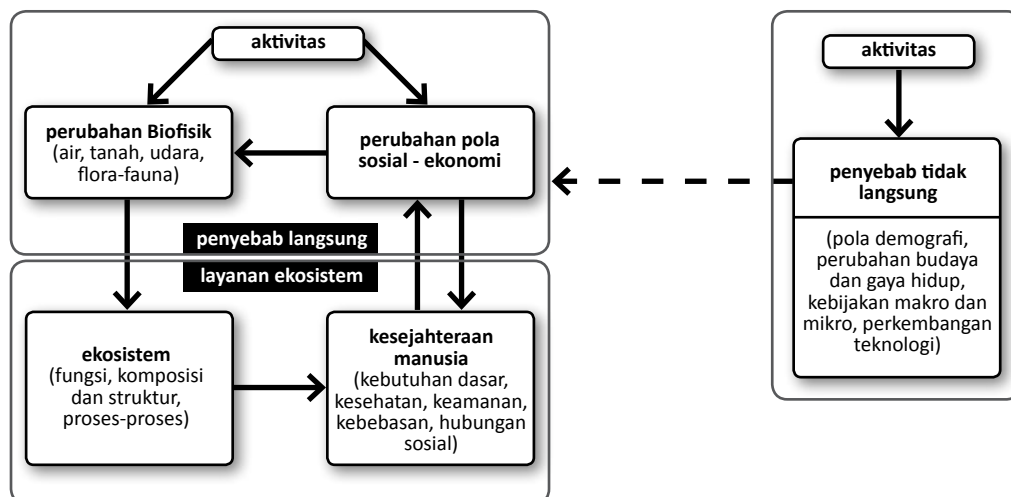 aktivitas
perubahan Biofisik
(air, tanah, udara,
flora-fauna)
perubahan pola
sosial - ekonomi
penyebab langsung
layanan ekosistem
ekosistem
(fungsi, komposisi
dan struktur,
proses-proses)
kesejahteraan
manusia
(kebutuhan dasar,
kesehatan, keamanan,
kebebasan, hubungan
sosial)
aktivitas
penyebab tidak
langsung
(pola demografi,
perubahan budaya
dan gaya hidup,
kebijakan makro dan
mikro, perkembangan
teknologi)